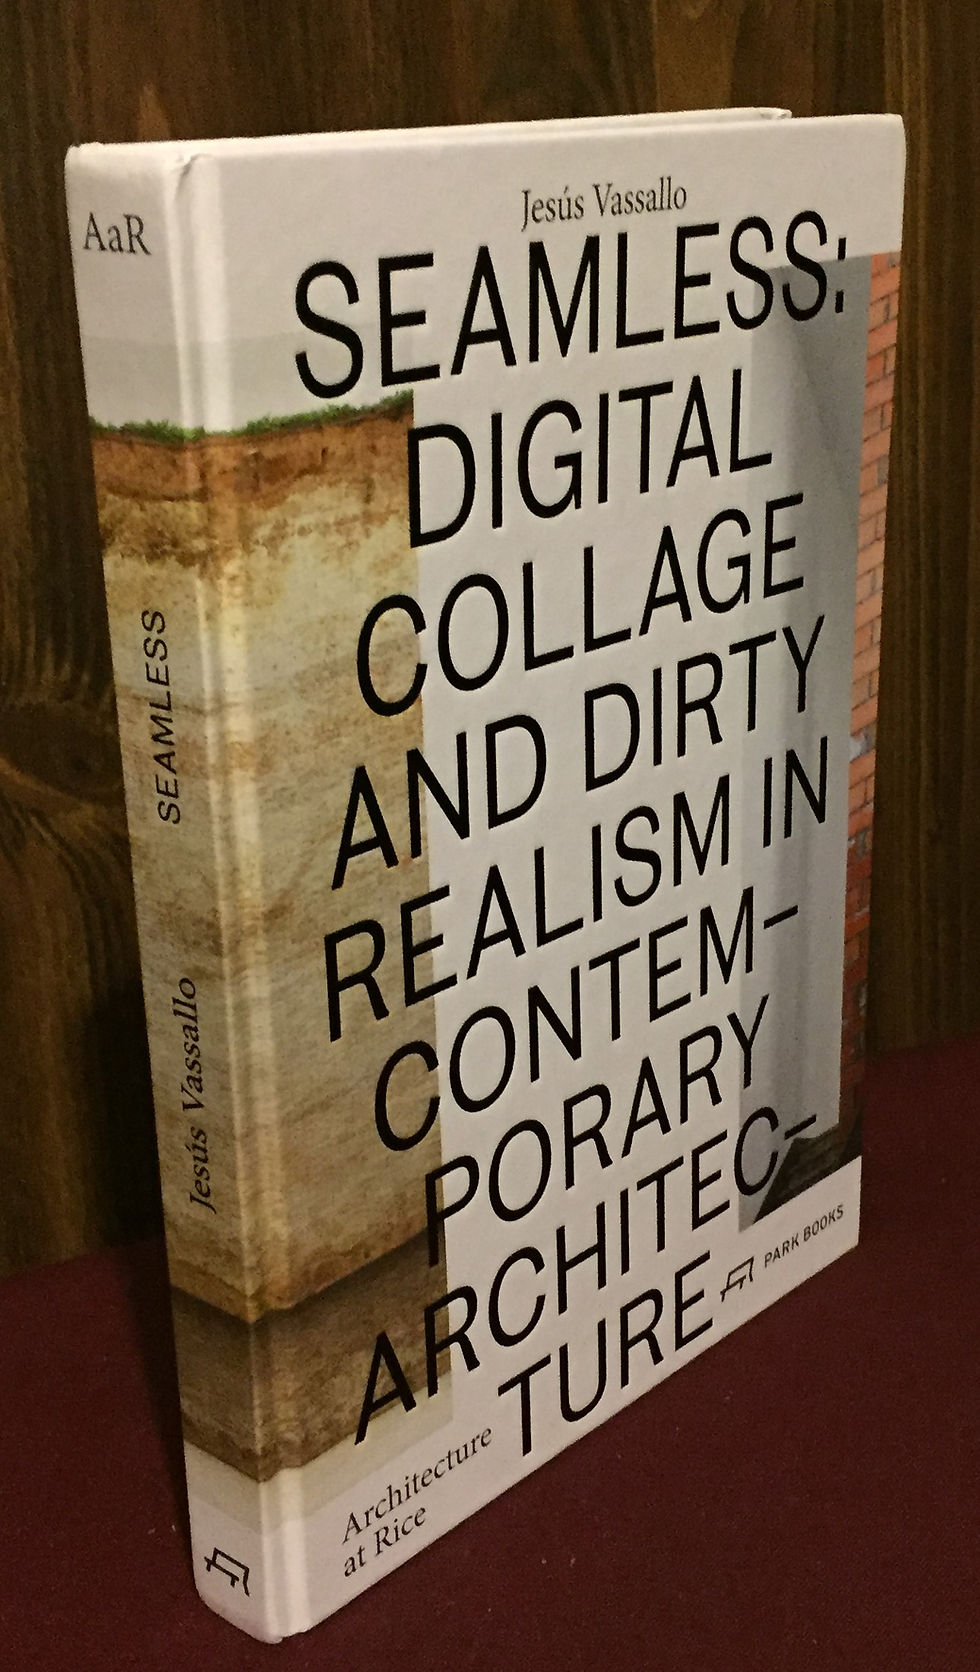 AaR
SEAMLESS
Jesús Vassallo
Jesús Vassallo
SEAMLESS:
DIGITAL
COLLAGE
AND DIRTY
REALISM IN
CONTEM–
PORARY
ARCHITEC–
TURE
PARK BOOKS
Architecture
at Rice